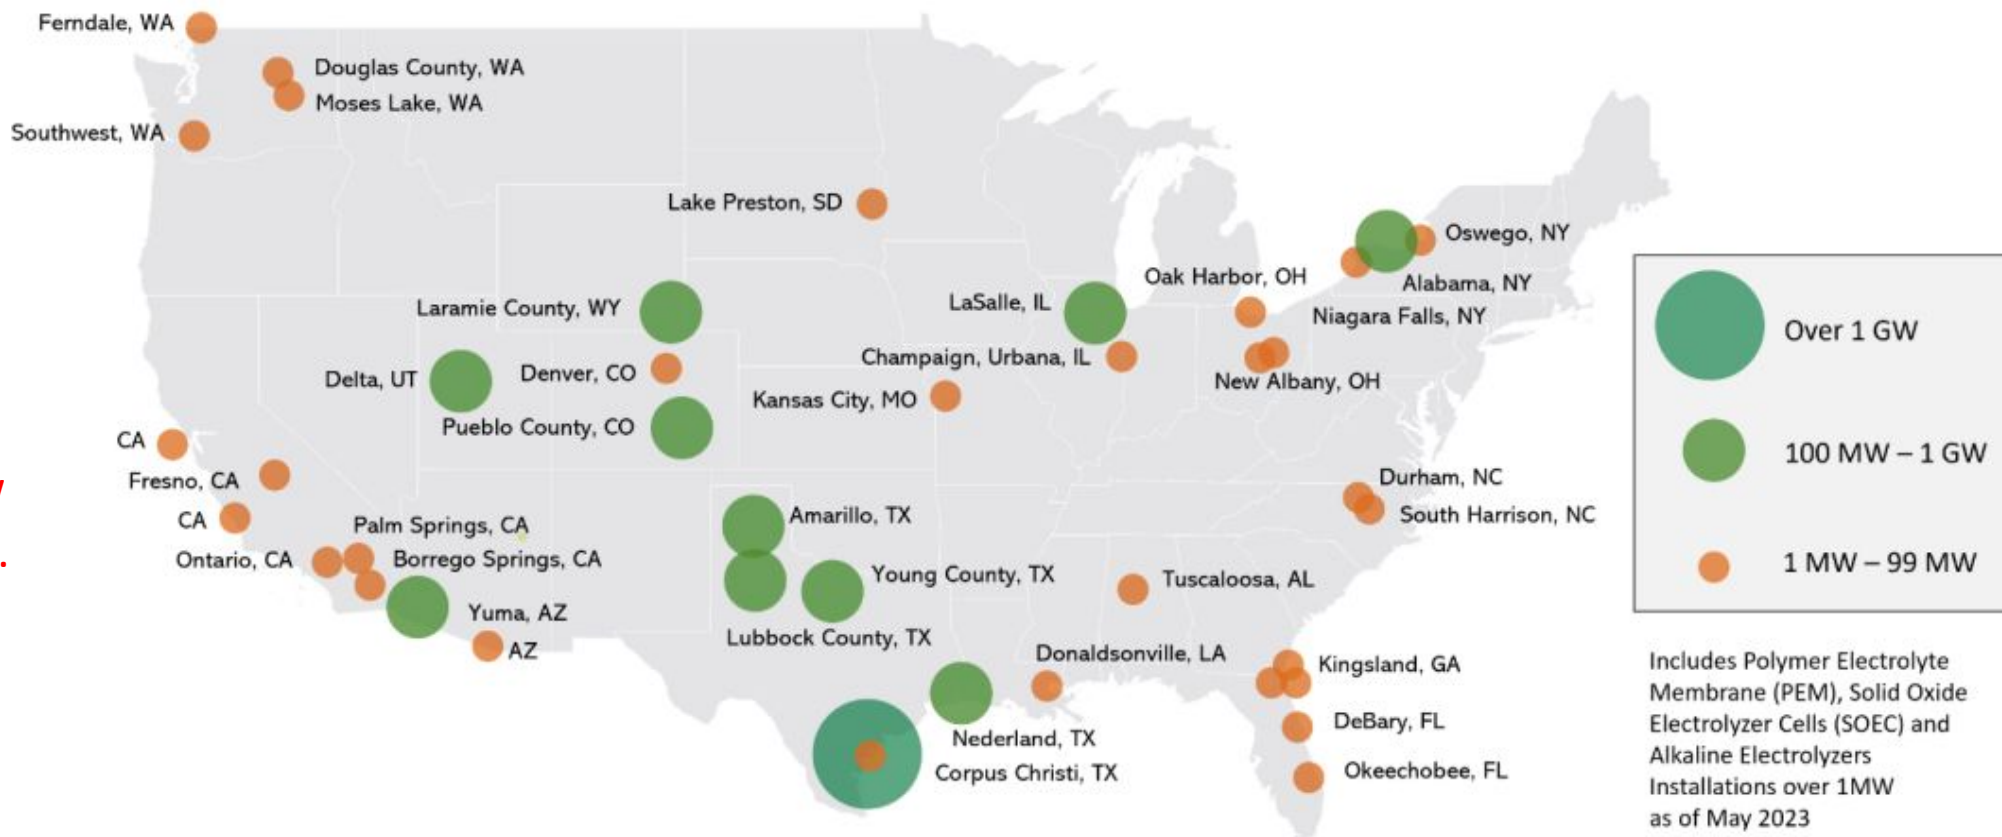 Ferndale, WA
Douglas County, WA
Moses Lake, WA
Southwest, WA
Lake Preston, SD
Oswego, NY
Oak Harbor, OH
Alabama, NY
Laramie County, WY
LaSalle, IL
Niagara Falls, NY
Champaign, Urbana, IL
Delta, UT
Denver, CO
New Albany, OH
Kansas City, MO
Pueblo County, CO
CA
Fresno, CA
Durham, NC
CA
Palm Springs, CA
Amarillo, TX
South Harrison, NC
Ontario, CA
Borrego Springs, CA
Young County, TX
Tuscaloosa, AL
Yuma, AZ
Lubbock County, TX
AZ
Donaldsonville, LA
Kingsland, GA
DeBary, FL
Nederland, TX
Corpus Christi, TX
Okeechobee, FL
Over 1 GW
100 MW – 1 GW
1 MW – 99 MW
Includes Polymer Electrolyte
Membrane (PEM), Solid Oxide
Electrolyzer Cells (SOEC) and
Alkaline Electrolyzers
Installations over 1MW
as of May 2023